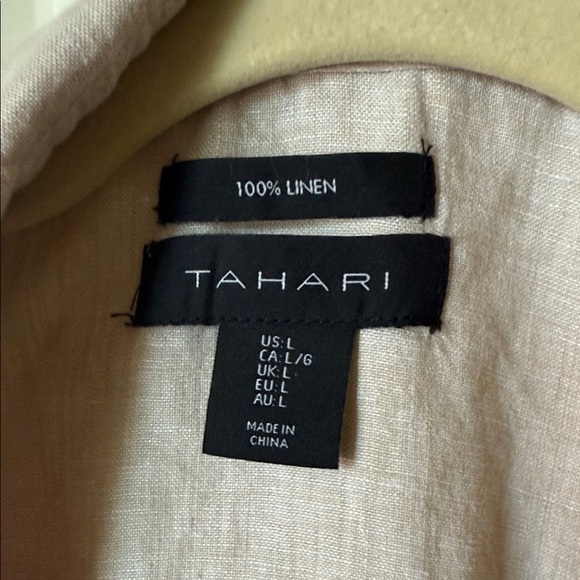 100% LINEN
TAHARI
US: L
CA: L/G
UK: L
EU: L
AU: L
MADE IN
CHINA